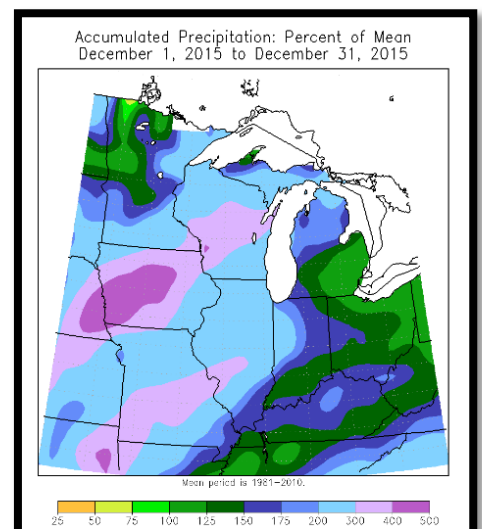 Accumulated Precipitation: Percent of Mean
December 1, 2015 to December 31, 2015
Mean period is 1981-2010.
25 50 75 100 125 150 175 200 300 400 500